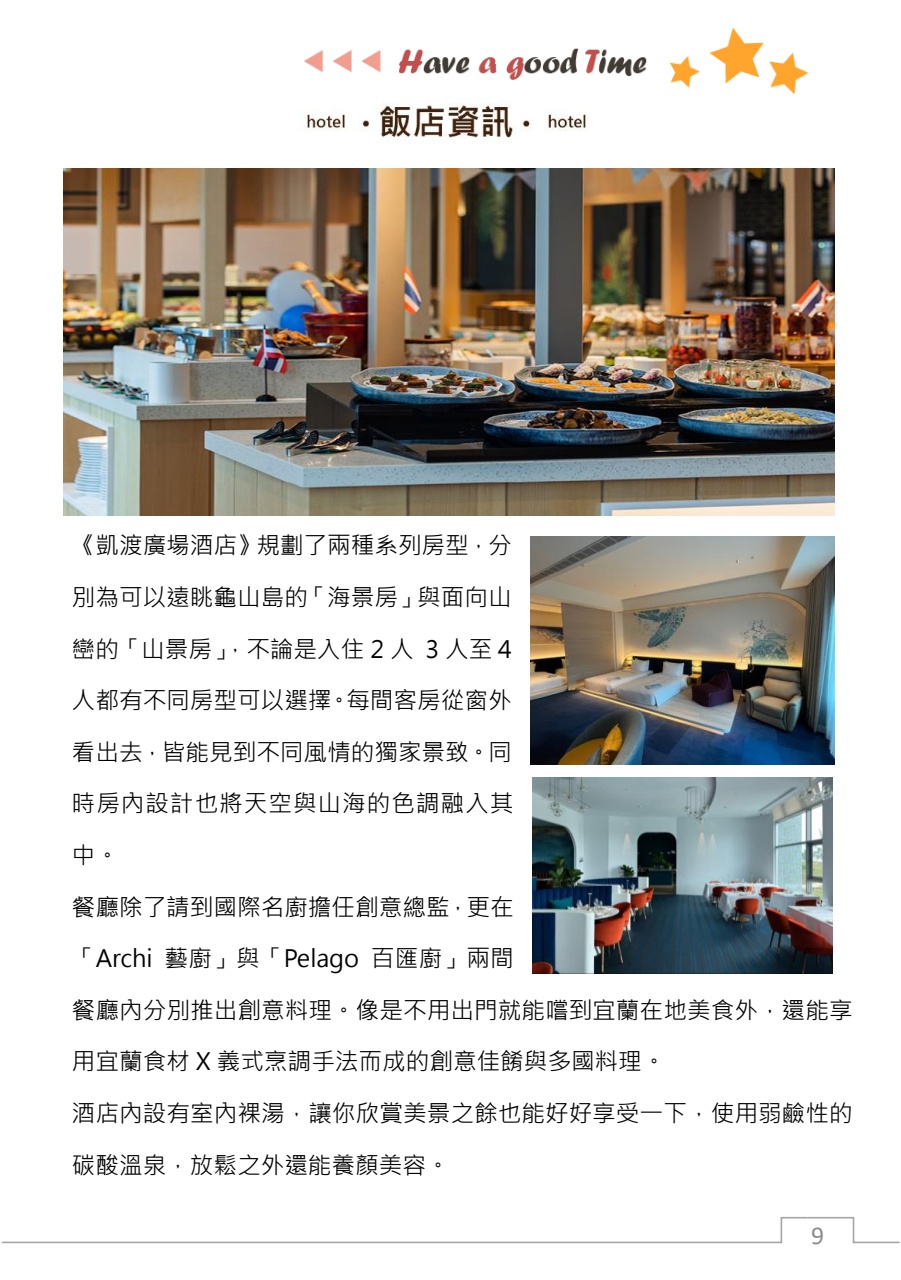 Have a good Time
hotel • 飯店資訊 • hotel
《凱渡廣場酒店》規劃了兩種系列房型，分
別為可以遠眺龜山島的「海景房」與面向山
巒的「山景房」，不論是入住 2 人 3 人至 4
人都有不同房型可以選擇。每間客房從窗外
看出去，皆能見到不同風情的獨家景致。同
時房內設計也將天空與山海的色調融入其
中。
餐廳除了請到國際名廚擔任創意總監，更在
「Archi 藝廚」與「Pelago 百匯廚」兩間
餐廳內分別推出創意料理。像是不用出門就能嚐到宜蘭在地美食外，還能享
用宜蘭食材 X 義式烹調手法而成的創意佳餚與多國料理。
酒店內設有室內裸湯，讓你欣賞美景之餘也能好好享受一下，使用弱鹼性的
碳酸溫泉，放鬆之外還能養顏美容。
9